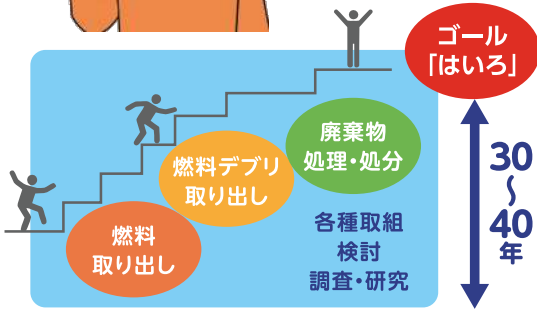 ゴール
「はいろ」
廃棄物
処理・処分
燃料デブリ
取り出し
燃料
取り出し
各種取組
検討
調査・研究
30
〜
40
年